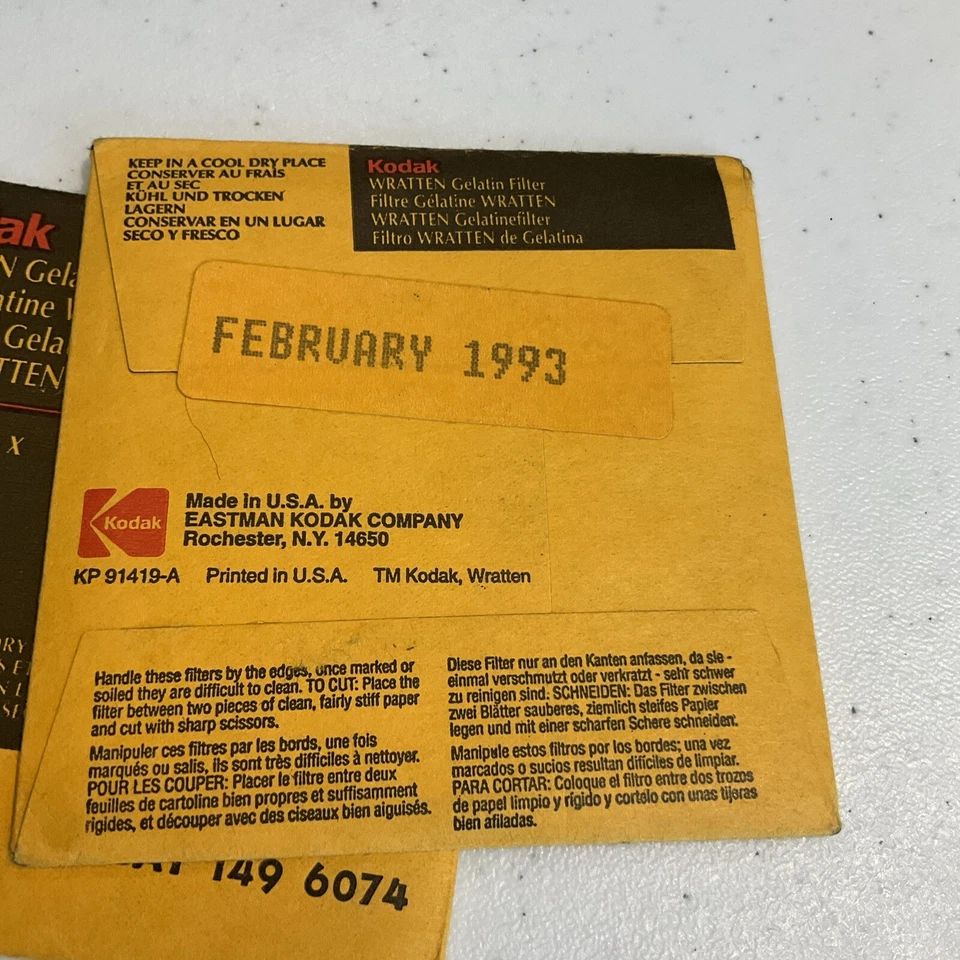 KEEP IN A COOL DRY PLACE
CONSERVER AU FRAIS
ET AU SEC
KÜHL UND TROCKEN
LAGERN
CONSERVAR EN UN LUGAR
SECO Y FRESCO
Kodak
WRATTEN Gelatin Filter
Filtre Gélatine WRATTEN
WRATTEN Gelatinefilter
Filtro WRATTEN de Gelatina
FEBRUARY 1993
Kodak
Made in U.S.A. by
EASTMAN KODAK COMPANY
Rochester, N.Y. 14650
KP 91419-A Printed in U.S.A. TM Kodak, Wratten
Handle these filters by the edges, once marked or
soiled they are difficult to clean. TO CUT: Place the
filter between two pieces of clean, fairly stiff paper
and cut with sharp scissors.
Manipuler ces filtres par les bords, une fois
marqués ou salis, ils sont très difficiles à nettoyer.
POUR LES COUPER: Placer le filtre entre deux
feuilles de cartoline bien propres et suffisamment
rigides, et découper avec des ciseaux bien aiguisés.
Diese Filter nur an den Kanten anfassen, da sie -
einmal verschmutzt oder verkratzt - sehr schwer
zu reinigen sind. SCHNEIDEN: Das Filter zwischen
zwei Blätter sauberes, ziemlich steifes Papier
legen und mit einer scharfen Schere schneiden.
Manipule estos filtros por los bordes; una vez
marcados o sucios resultan difíciles de limpiar.
PARA CORTAR: Coloque el filtro entre dos trozos
de papel limpio y rígido y cortelo con unas tijeras
bien afiladas.
ak
N Gela
tine
Gela
TTEN
X
149 6074